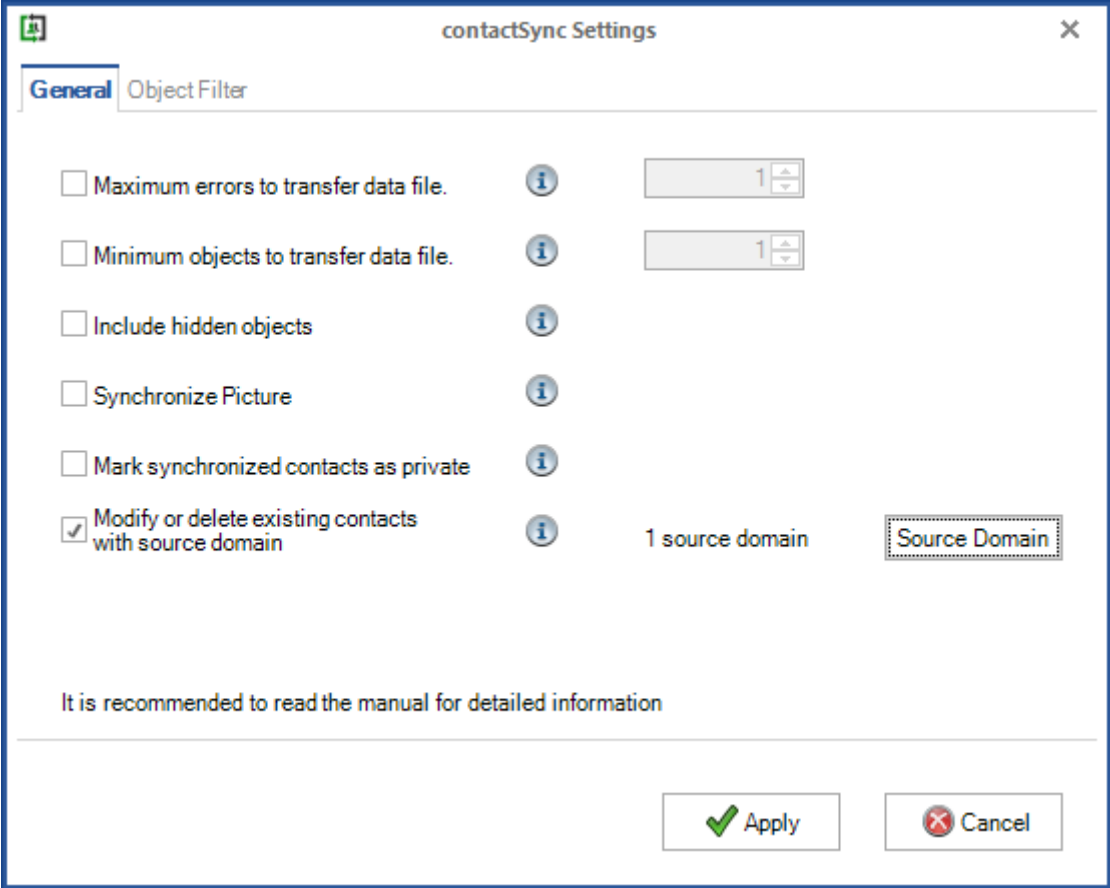 contactSync Settings
General Object Filter
Maximum errors to transfer data file. 1
Minimum objects to transfer data file. 1
Include hidden objects
Synchronize Picture
Mark synchronized contacts as private
Modify or delete existing contacts
with source domain
1 source domain Source Domain
It is recommended to read the manual for detailed information
Apply Cancel